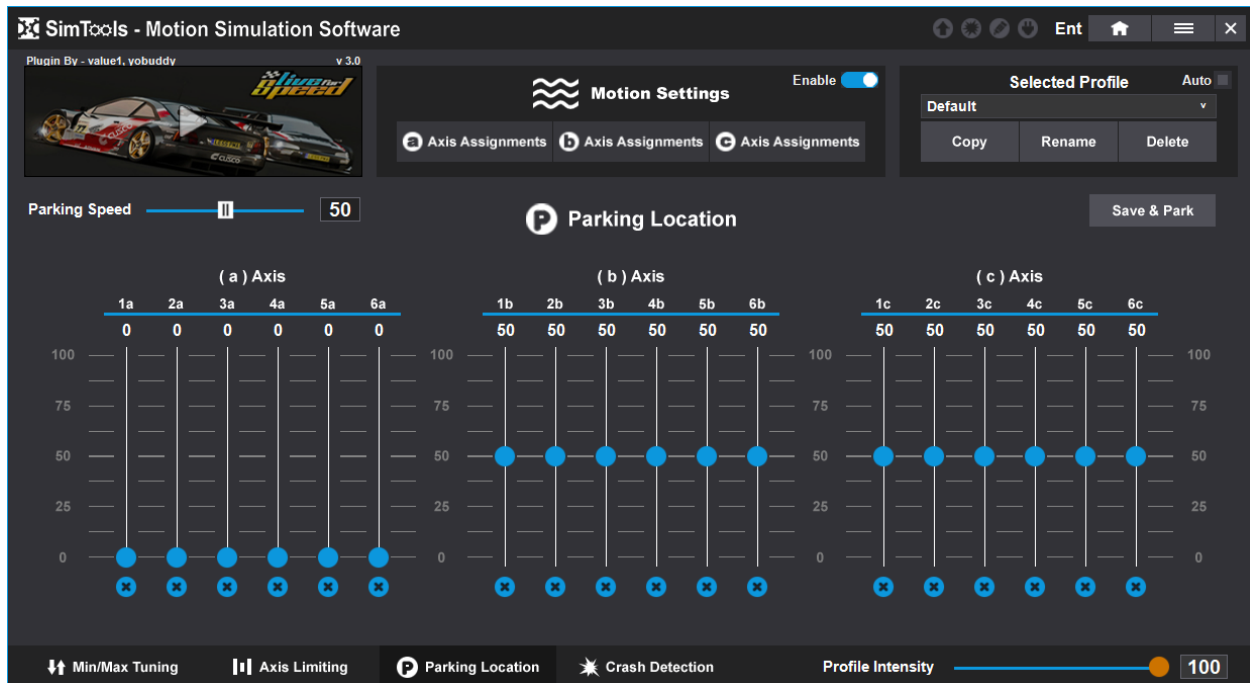 SimTools - Motion Simulation Software
Ent
Plugin By - value1, yobuddy
v 3.0
live for Speed
CUSCO
Motion Settings
Enable
a Axis Assignments
b Axis Assignments
c Axis Assignments
Selected Profile
Auto
Default
Copy
Rename
Delete
Parking Speed
50
P Parking Location
Save & Park
( a ) Axis
1a 2a 3a 4a 5a 6a
0 0 0 0 0 0
( b ) Axis
1b 2b 3b 4b 5b 6b
50 50 50 50 50 50
( c ) Axis
1c 2c 3c 4c 5c 6c
50 50 50 50 50 50
100 100 100 100
75 75 75 75
50 50 50 50
25 25 25 25
0 0 0 0
Min/Max Tuning
Axis Limiting
P Parking Location
Crash Detection
Profile Intensity
100